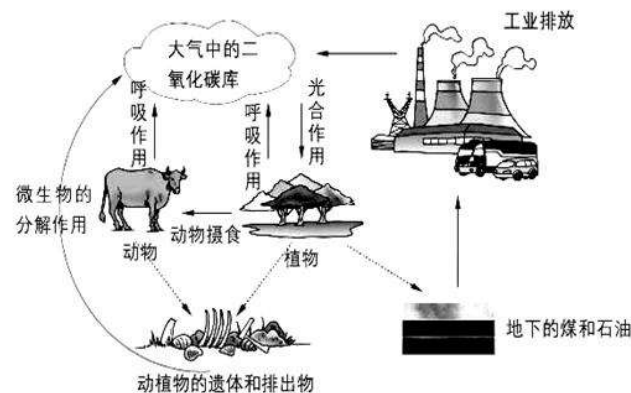 工业排放
大气中的二
氧化碳库
呼吸作用
呼吸作用
光合作用
微生物的
分解作用
动物
动物摄食
植物
地下的煤和石油
动植物的遗体和排出物